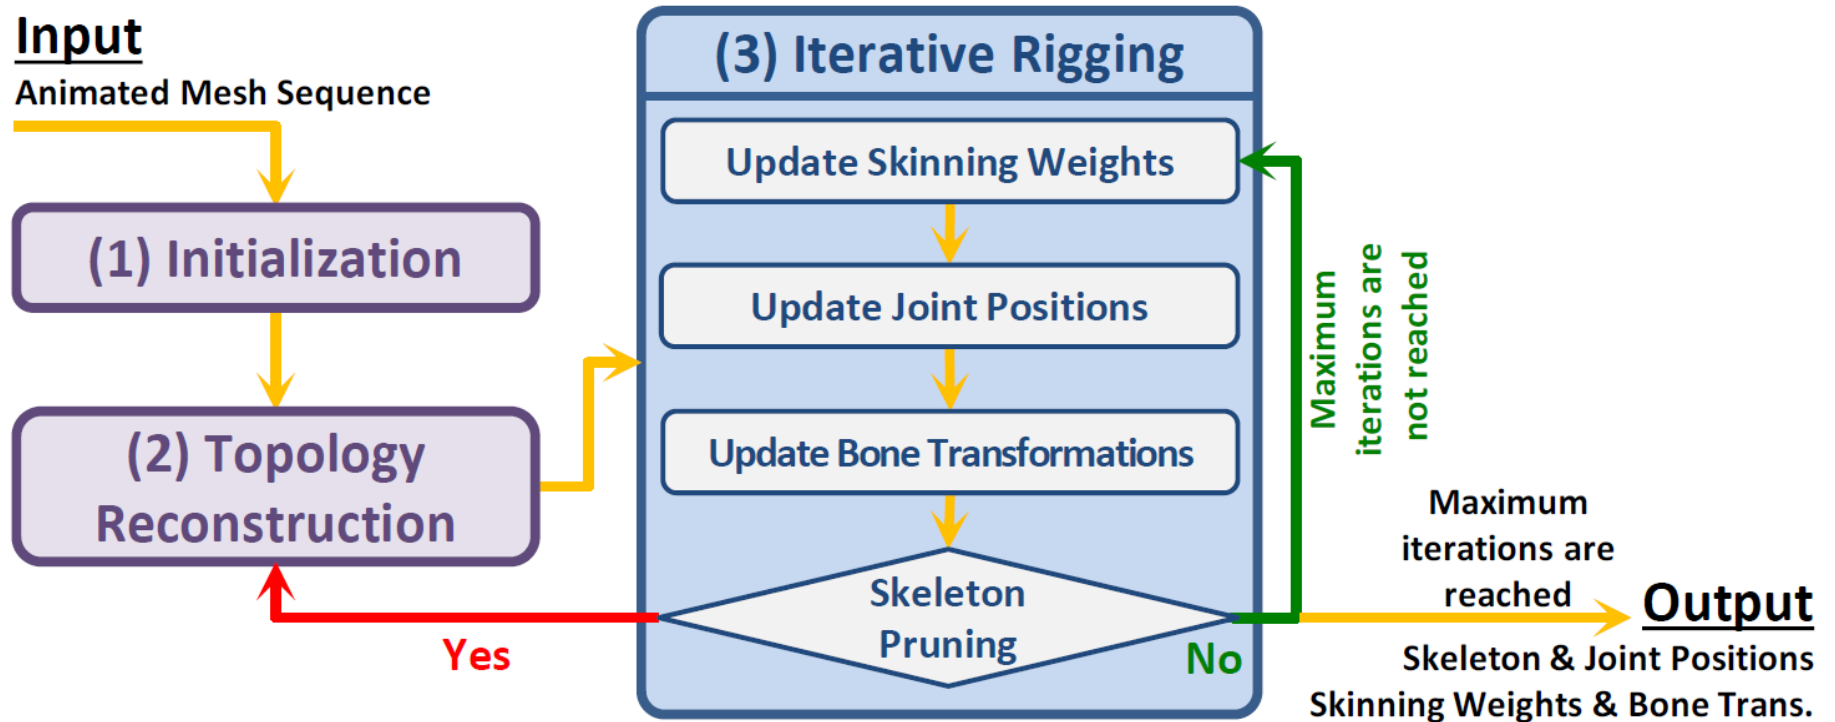 Input
Animated Mesh Sequence
(1) Initialization
(2) Topology
Reconstruction
(3) Iterative Rigging
Update Skinning Weights
Update Joint Positions
Update Bone Transformations
Skeleton
Pruning
Yes
No
Maximum
iterations are
not reached
Maximum
iterations are
reached
Output
Skeleton & Joint Positions
Skinning Weights & Bone Trans.